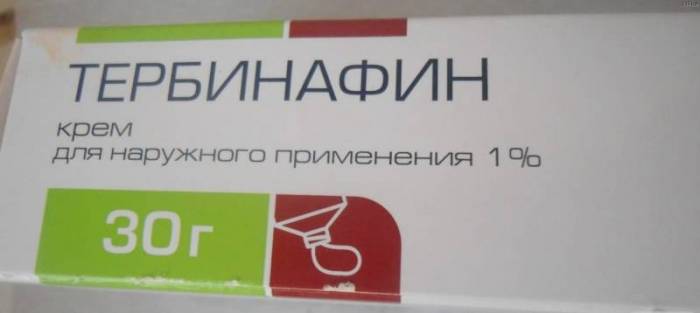 ТЕРБИНАФИН
крем
для наружного применения 1%
30г